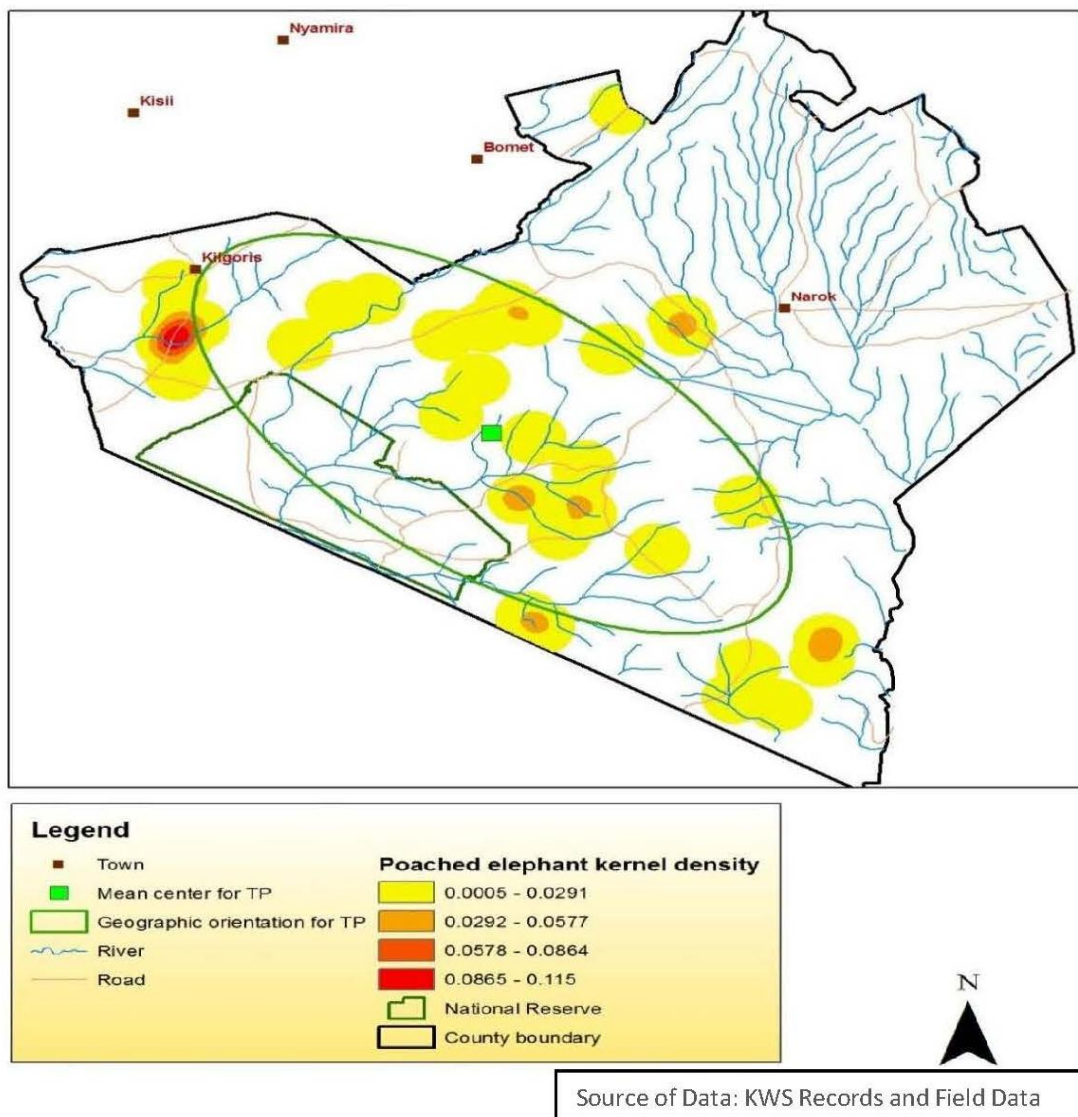 Nyamira
Kisii
Bomet
Kilgoris
Narok
Legend
Town
Mean center for TP
Geographic orientation for TP
River
Road
Poached elephant kernel density
0.0005 - 0.0291
0.0292 - 0.0577
0.0578 - 0.0864
0.0865 - 0.115
National Reserve
County boundary
N
Source of Data: KWS Records and Field Data